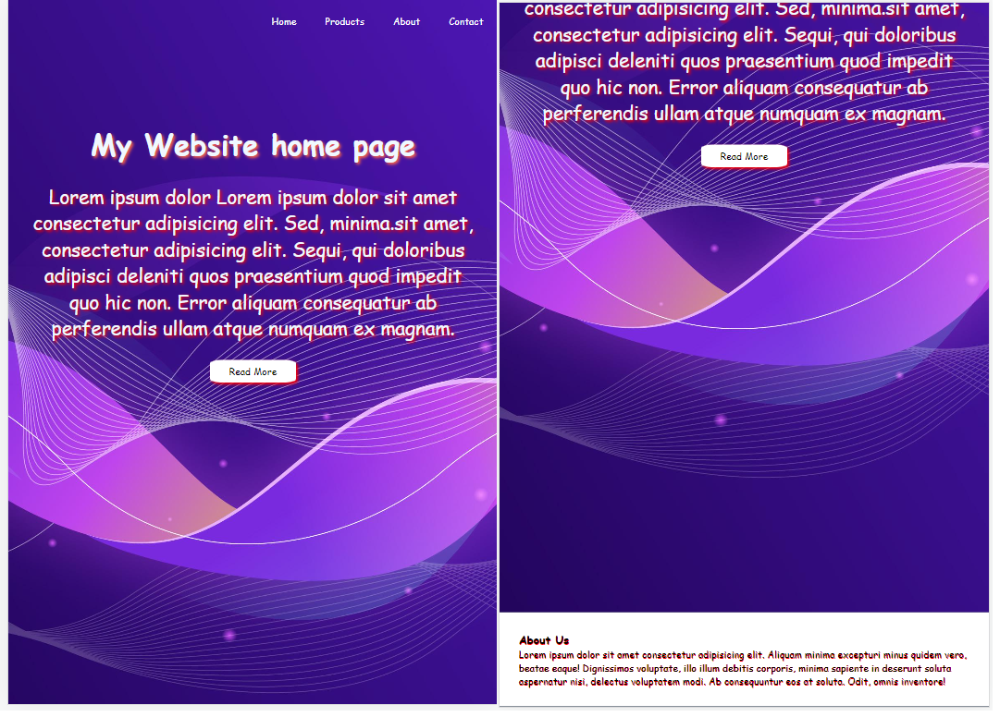 Home Products About Contact
My Website home page
Lorem ipsum dolor Lorem ipsum dolor sit amet
consectetur adipisicing elit. Sed, minima.sit amet,
consectetur adipisicing elit. Sequi, qui doloribus
adipisci deleniti quos praesentium quod impedit
quo hic non. Error aliquam consequatur ab
perferendis ullam atque numquam ex magnam.
Read More
consectetur adipisicing elit. Sed, minima.sit amet,
consectetur adipisicing elit. Sequi, qui doloribus
adipisci deleniti quos praesentium quod impedit
quo hic non. Error aliquam consequatur ab
perferendis ullam atque numquam ex magnam.
Read More
About Us
Lorem ipsum dolor sit amet consectetur adipisicing elit. Aliquam minima excepturi minus quidem vero,
beatae eaque! Dignissimos voluptate, illo illum debitis corporis, minima sapiente in deserunt soluta
aspernatur nisi, delectus voluptatem modi. Ab consequuntur eos at soluta. Odit, omnis inventore!